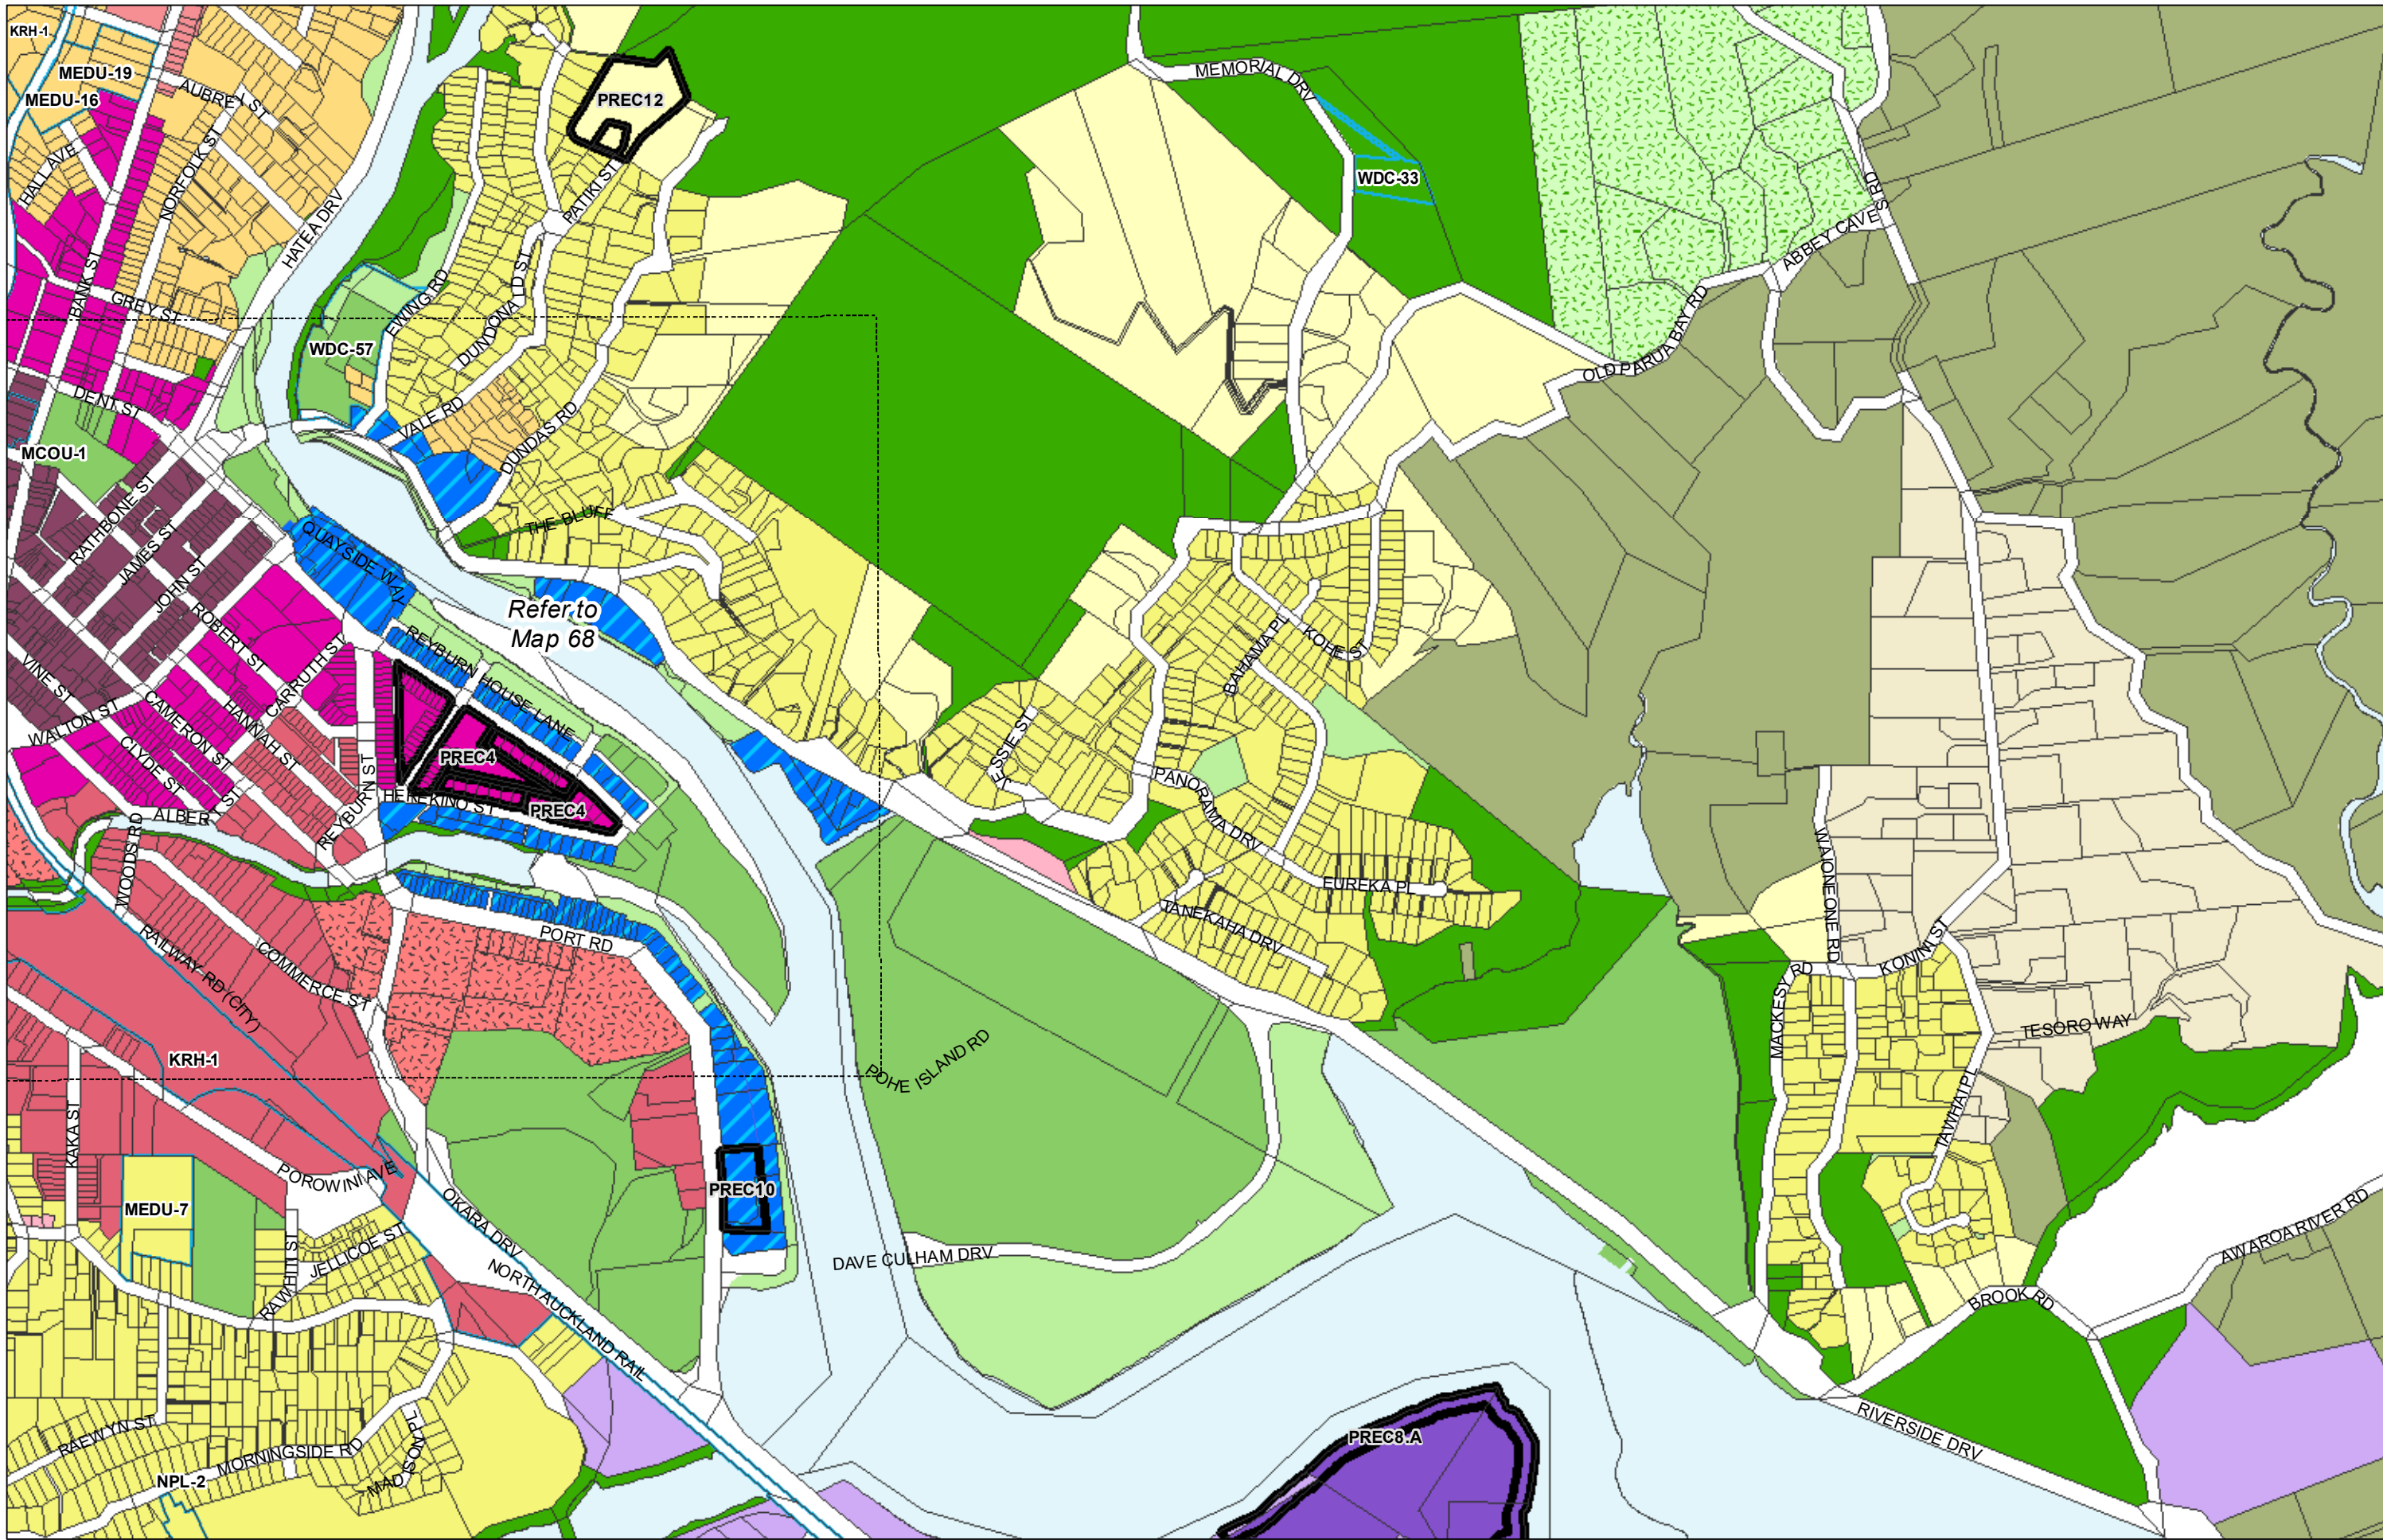 KRH-1
MEDU-19
MEDU-16
AUBREY ST
HALL AVE
NORFOLK ST
BANK ST
GREY ST
HATEA DRV
PREC12
PATIKI ST
EWING RD
DUNDONALD ST
WDC-57
VALE RD
DUNDAS RD
MEMORIAL DRV
WDC-33
ABBEY CAVES RD
OLD PARUA BAY RD
DENT ST
MCOU-1
RATHBONE ST
JAMES ST
JOHN ST
ROBERT ST
QUAYSIDE WAY
THE BLUFF
Refer to
Map 68
REYBURN HOUSE LANE
VINE ST
WALTON ST
CAMERON ST
CLYDE ST
HANNAH ST
CARRUTH ST
REYBURN ST
PREC4
PREC4
HEREKINO ST
ALBERT ST
REYBURN ST
WOODS RD
BAHAMA PL
KOHE ST
JESSIE ST
PANORAMA DRV
EUREKA PL
TANEKAHA DRV
WAIONEONE RD
KONINI ST
MACKESY RD
TESORO WAY
TAWHAI PL
PORT RD
COMMERCE ST
RAILWAY RD (CITY)
KRH-1
POHE ISLAND RD
KAKA ST
POROWINI AVE
PREC10
MEDU-7
OKARA DRV
RAWHITI ST
JELLICOE ST
NORTH AUCKLAND RAIL
DAVE CULHAM DRV
AWAROA RIVER RD
BROOK RD
RIVERSIDE DRV
PREC8.A
RAEWYN ST
MORNINGSIDE RD
MADISON PL
NPL-2